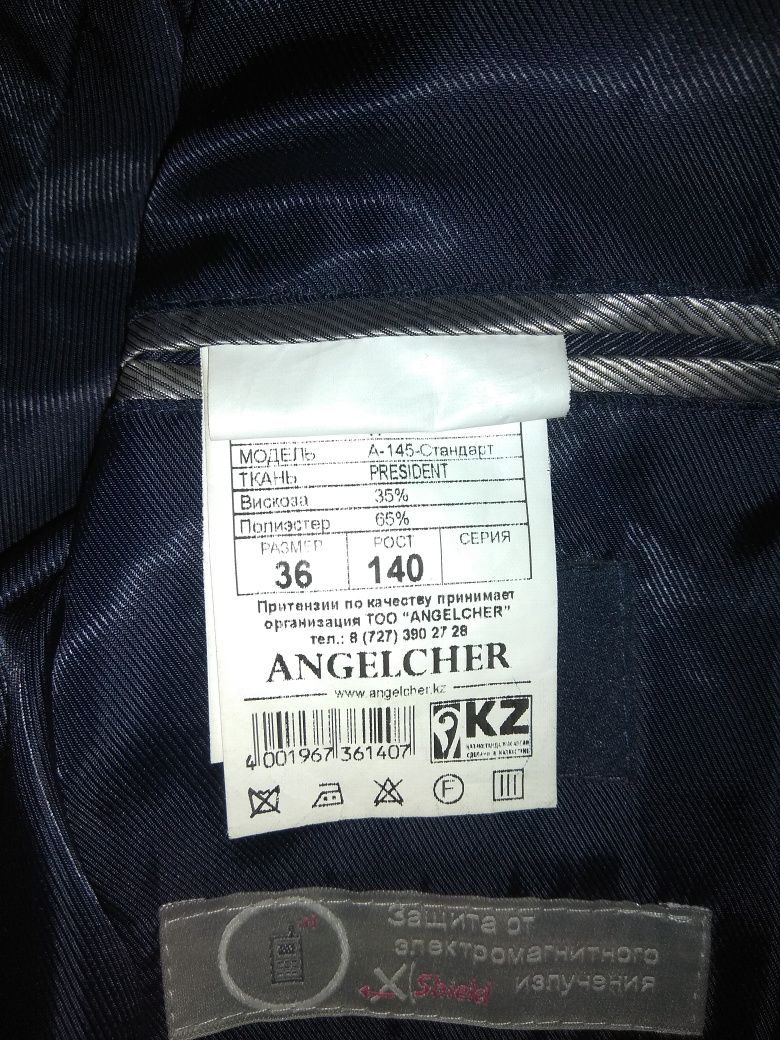 МОДЕЛЬ А-145-Стандарт
ТКАНЬ PRESIDENT
Вискоза 35%
Полиэстер 65%
РАЗМЕР РОСТ СЕРИЯ
36 140
Притензии по качеству принимает
организация ТОО "ANGELCHER"
тел.: 8 (727) 390 27 28
ANGELCHER
www.angelcher.kz
KZ
4 001967 361407
F
Защита от
электромагнитного
излучения
X Shield